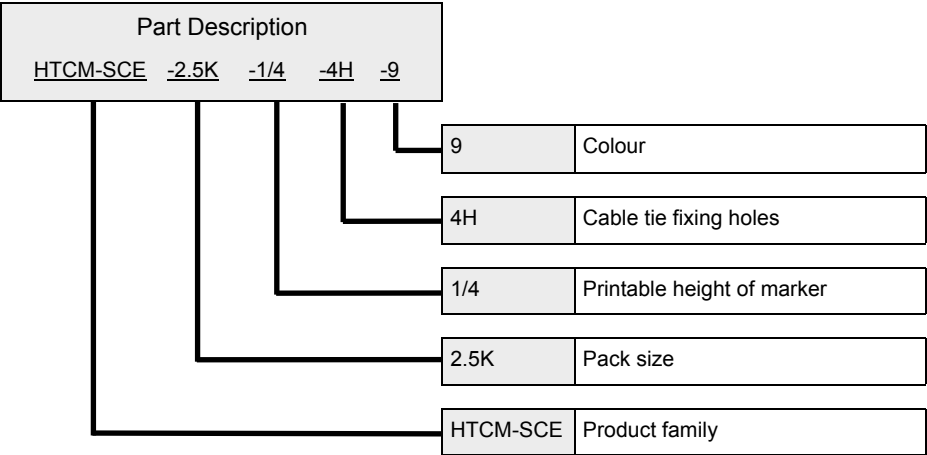 Part Description
HTCM-SCE -2.5K -1/4 -4H -9
9 Colour
4H Cable tie fixing holes
1/4 Printable height of marker
2.5K Pack size
HTCM-SCE Product family